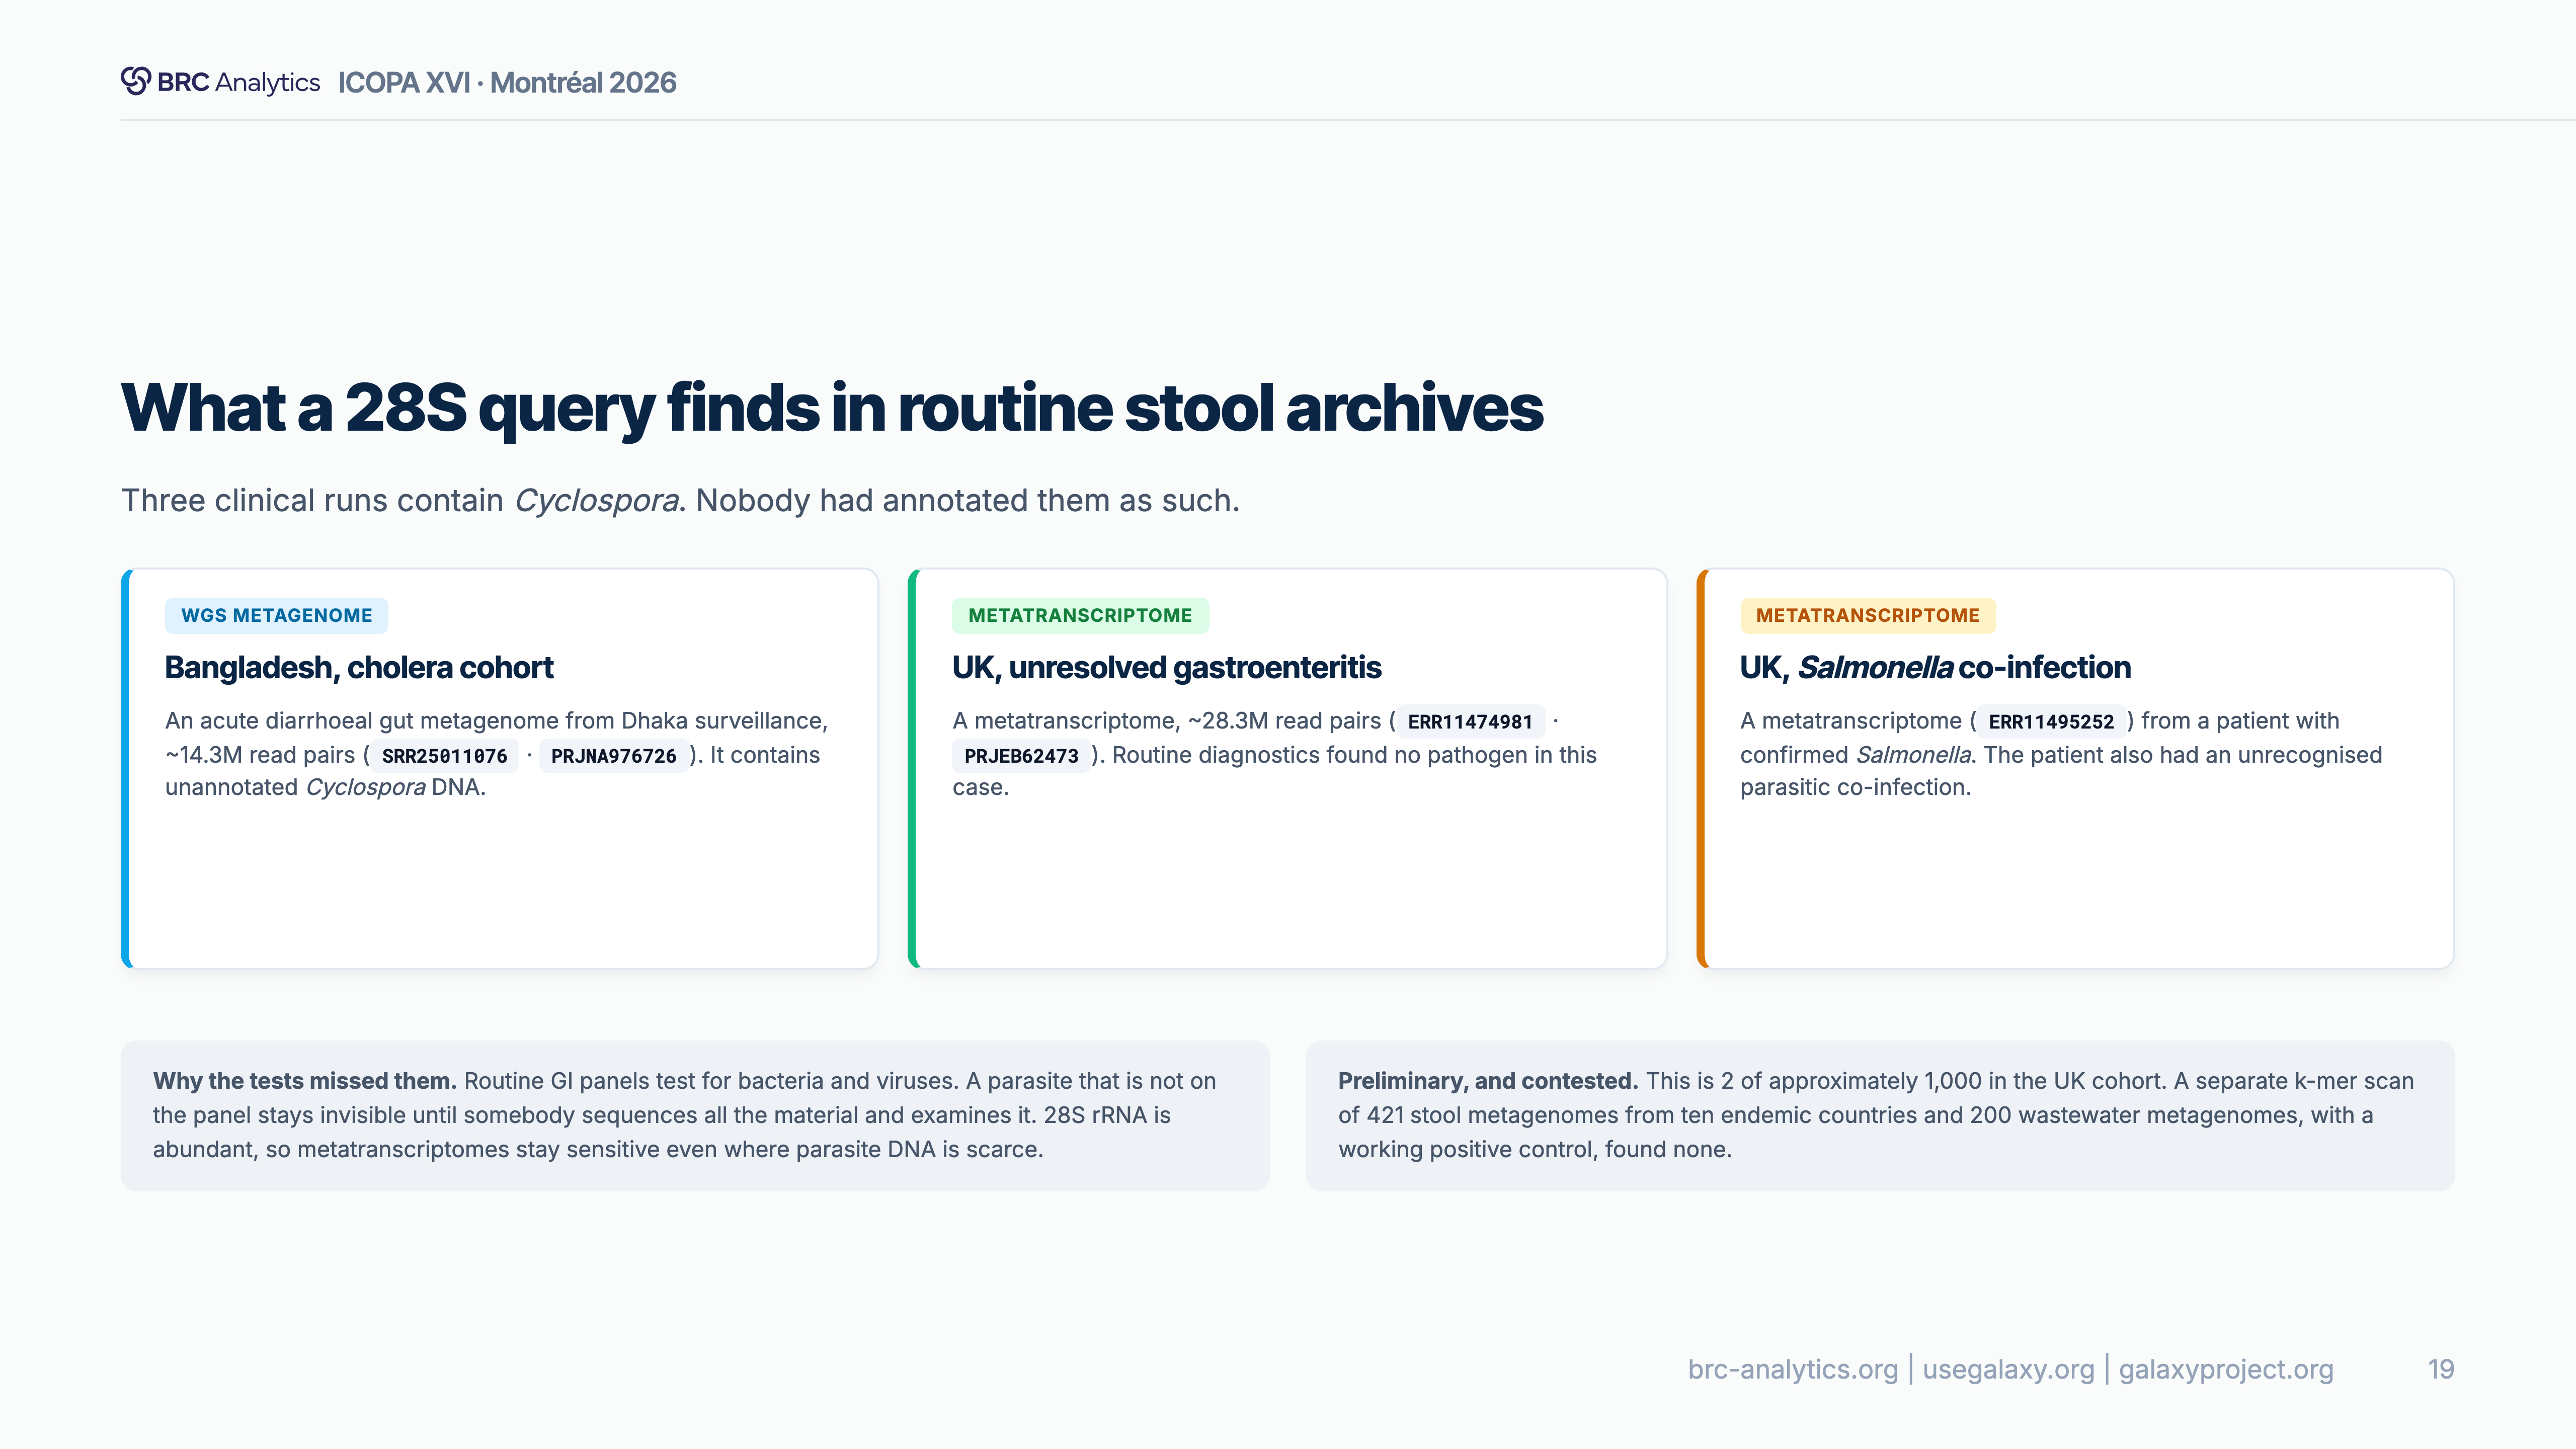 BRC Analytics ICOPA XVI · Montréal 2026
What a 28S query finds in routine stool archives
Three clinical runs contain Cyclospora. Nobody had annotated them as such.
WGS METAGENOME
Bangladesh, cholera cohort
An acute diarrhoeal gut metagenome from Dhaka surveillance,
~14.3M read pairs ( SRR25011076 · PRJNA976726 ). It contains
unannotated Cyclospora DNA.
METATRANSCRIPTOME
UK, unresolved gastroenteritis
A metatranscriptome, ~28.3M read pairs ( ERR11474981 ·
PRJEB62473 ). Routine diagnostics found no pathogen in this
case.
METATRANSCRIPTOME
UK, Salmonella co-infection
A metatranscriptome ( ERR11495252 ) from a patient with
confirmed Salmonella. The patient also had an unrecognised
parasitic co-infection.
Why the tests missed them. Routine GI panels test for bacteria and viruses. A parasite that is not on
the panel stays invisible until somebody sequences all the material and examines it. 28S rRNA is
abundant, so metatranscriptomes stay sensitive even where parasite DNA is scarce.
Preliminary, and contested. This is 2 of approximately 1,000 in the UK cohort. A separate k-mer scan
of 421 stool metagenomes from ten endemic countries and 200 wastewater metagenomes, with a
working positive control, found none.
brc-analytics.org | usegalaxy.org | galaxyproject.org 19